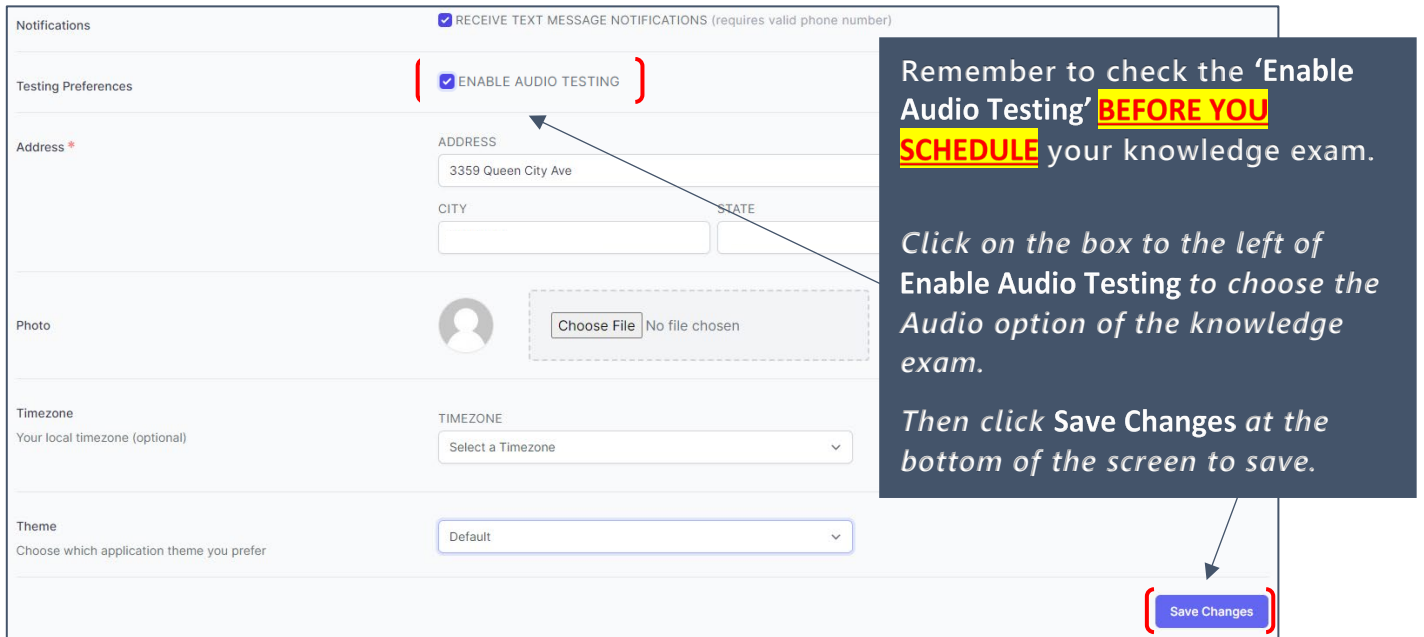 Notifications
RECEIVE TEXT MESSAGE NOTIFICATIONS (requires valid phone number)
Testing Preferences
ENABLE AUDIO TESTING
Address *
ADDRESS
3359 Queen City Ave
CITY
STATE
Photo
Choose File No file chosen
Timezone
Your local timezone (optional)
TIMEZONE
Select a Timezone
Theme
Choose which application theme you prefer
Default
Save Changes
Remember to check the ‘Enable
Audio Testing’ BEFORE YOU
SCHEDULE your knowledge exam.
Click on the box to the left of
Enable Audio Testing to choose the
Audio option of the knowledge
exam.
Then click Save Changes at the
bottom of the screen to save.